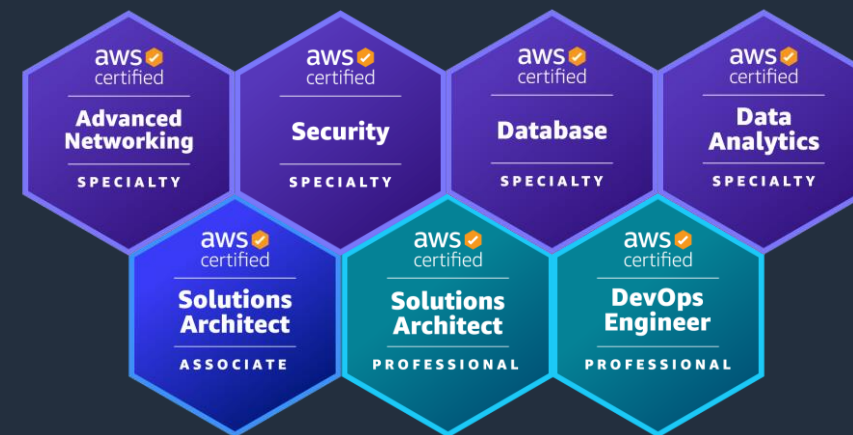 aws
certified
Advanced
Networking
SPECIALTY
aws
certified
Security
SPECIALTY
aws
certified
Database
SPECIALTY
aws
certified
Data
Analytics
SPECIALTY
aws
certified
Solutions
Architect
ASSOCIATE
aws
certified
Solutions
Architect
PROFESSIONAL
aws
certified
DevOps
Engineer
PROFESSIONAL